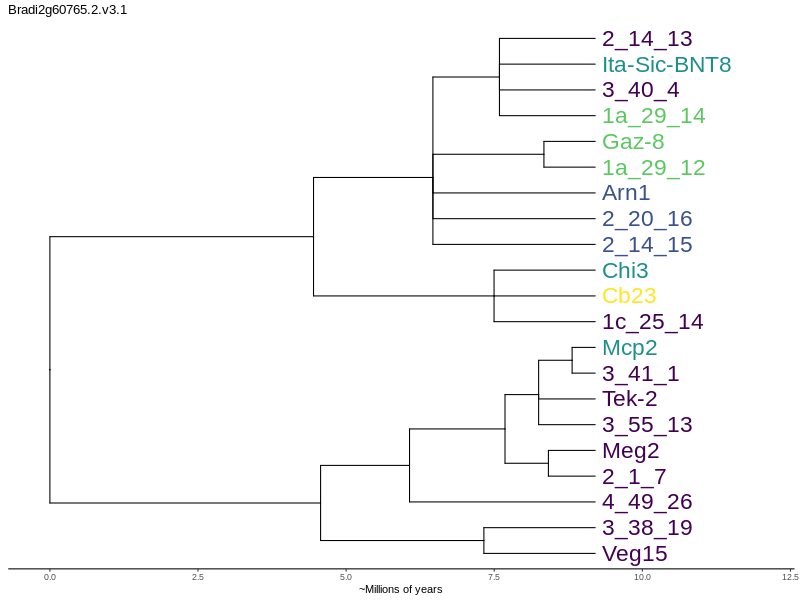 Bradi2g60765.2.v3.1
2_14_13
Ita-Sic-BNT8
3_40_4
1a_29_14
Gaz-8
1a_29_12
Arn1
2_20_16
2_14_15
Chi3
Cb23
1c_25_14
Mcp2
3_41_1
Tek-2
3_55_13
Meg2
2_1_7
4_49_26
3_38_19
Veg15
0.0 2.5 5.0 7.5 10.0 12.5
~Millions of years